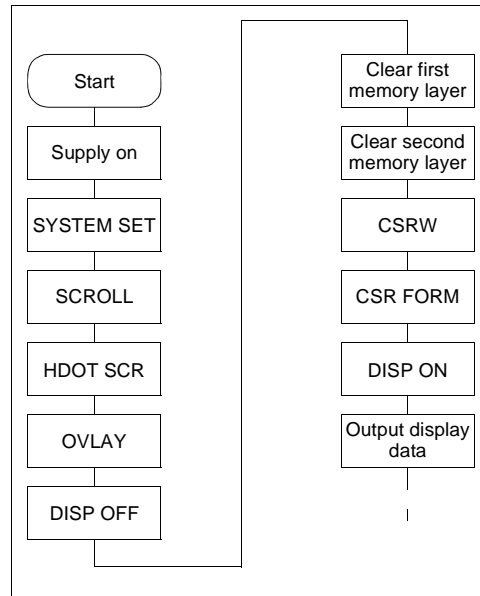 Start
Supply on
SYSTEM SET
SCROLL
HDOT SCR
OVLAY
DISP OFF
Clear first
memory layer
Clear second
memory layer
CSRW
CSR FORM
DISP ON
Output display
data